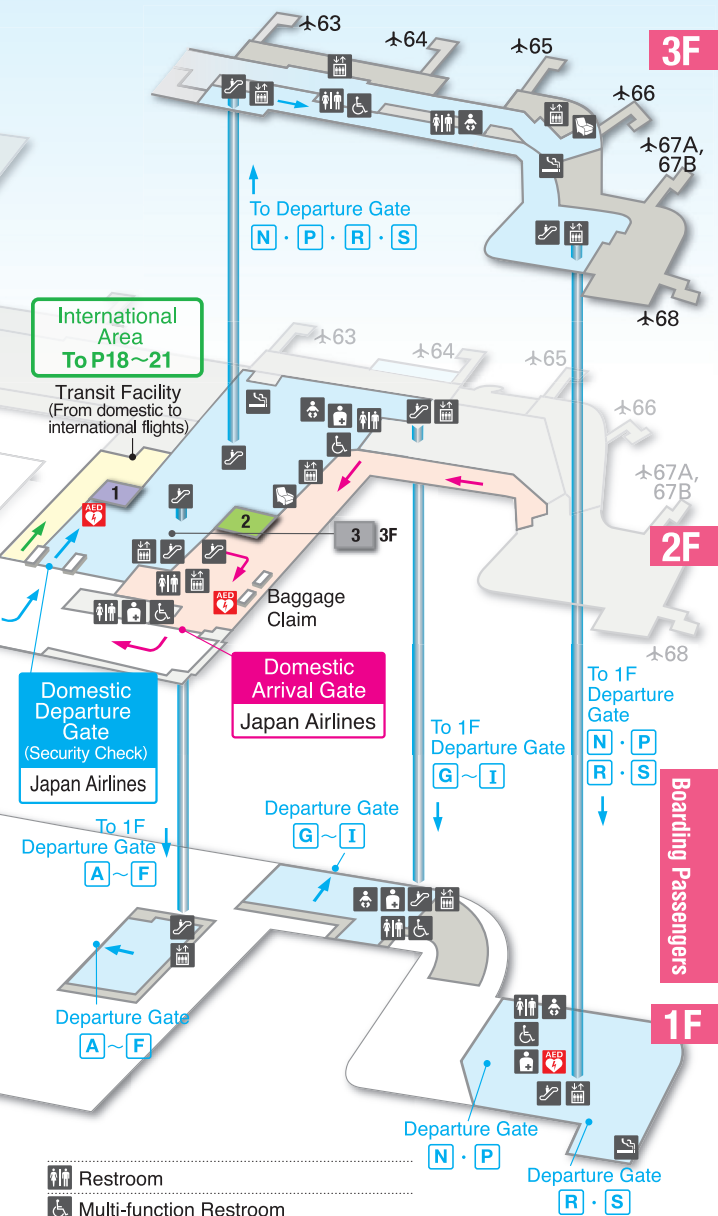 63
64
65
3F
66
67A,
67B
To Departure Gate
N · P · R · S
68
International
Area
To P18～21
63
64
65
Transit Facility
(From domestic to
international flights)
66
67A,
67B
1
AED
2
3 3F
2F
AED
Baggage
Claim
68
Domestic
Arrival Gate
Japan Airlines
Domestic
Departure
Gate
(Security Check)
Japan Airlines
To 1F
Departure
Gate
N · P
R · S
To 1F
Departure Gate
G～I
Boarding Passengers
Departure Gate
G～I
To 1F
Departure Gate
A～F
1F
Departure Gate
A～F
AED
Departure Gate
N · P
Departure Gate
R · S
Restroom
Multi-function Restroom